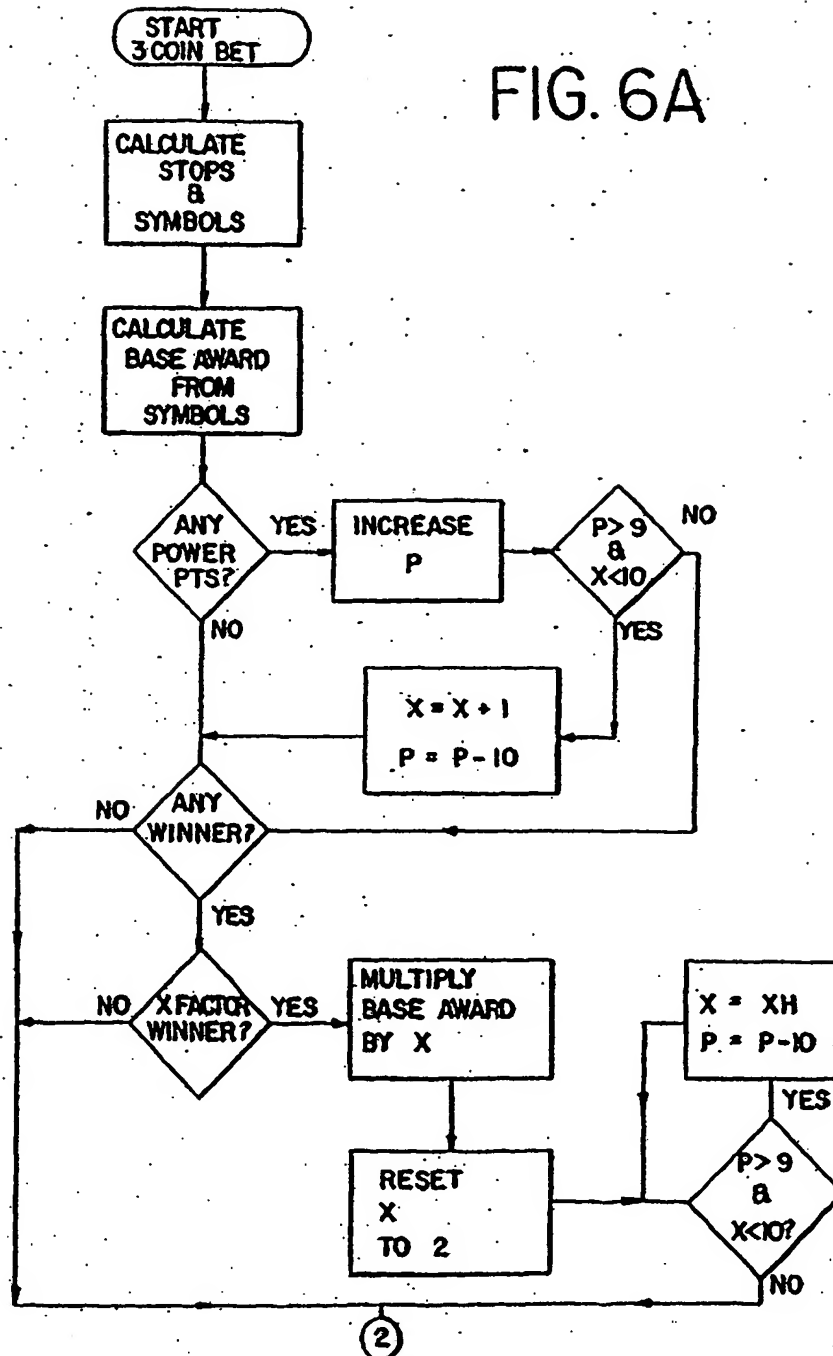 START
3 COIN BET
FIG. 6A
CALCULATE
STOPS
&
SYMBOLS
CALCULATE
BASE AWARD
FROM
SYMBOLS
ANY
POWER
PTS?
YES
NO
INCREASE
P
P > 9
&
X<10
NO
YES
X = X + 1
P = P - 10
ANY
WINNER?
NO
YES
X FACTOR
WINNER?
NO
YES
MULTIPLY
BASE AWARD
BY X
RESET
X
TO 2
X = XH
P = P-10
YES
P> 9
&
X<10?
NO
2